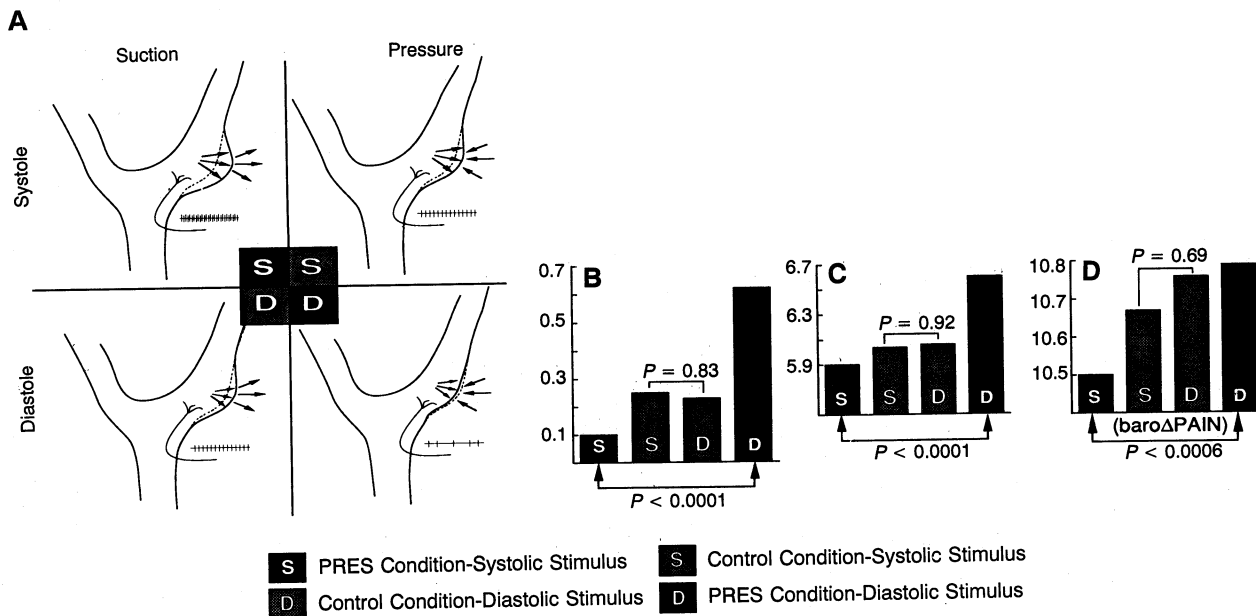 A
Suction
Pressure
Systole
Diastole
S
S
D
D
B
0.7
0.5
0.3
0.1
P = 0.83
S
S
D
D
P < 0.0001
C
6.7
6.3
5.9
P = 0.92
S
S
D
D
P < 0.0001
D
10.8
10.7
10.6
10.5
P = 0.69
S
S
D
D
(baroΔPAIN)
P < 0.0006
S PRES Condition-Systolic Stimulus
S Control Condition-Systolic Stimulus
D Control Condition-Diastolic Stimulus
D PRES Condition-Diastolic Stimulus